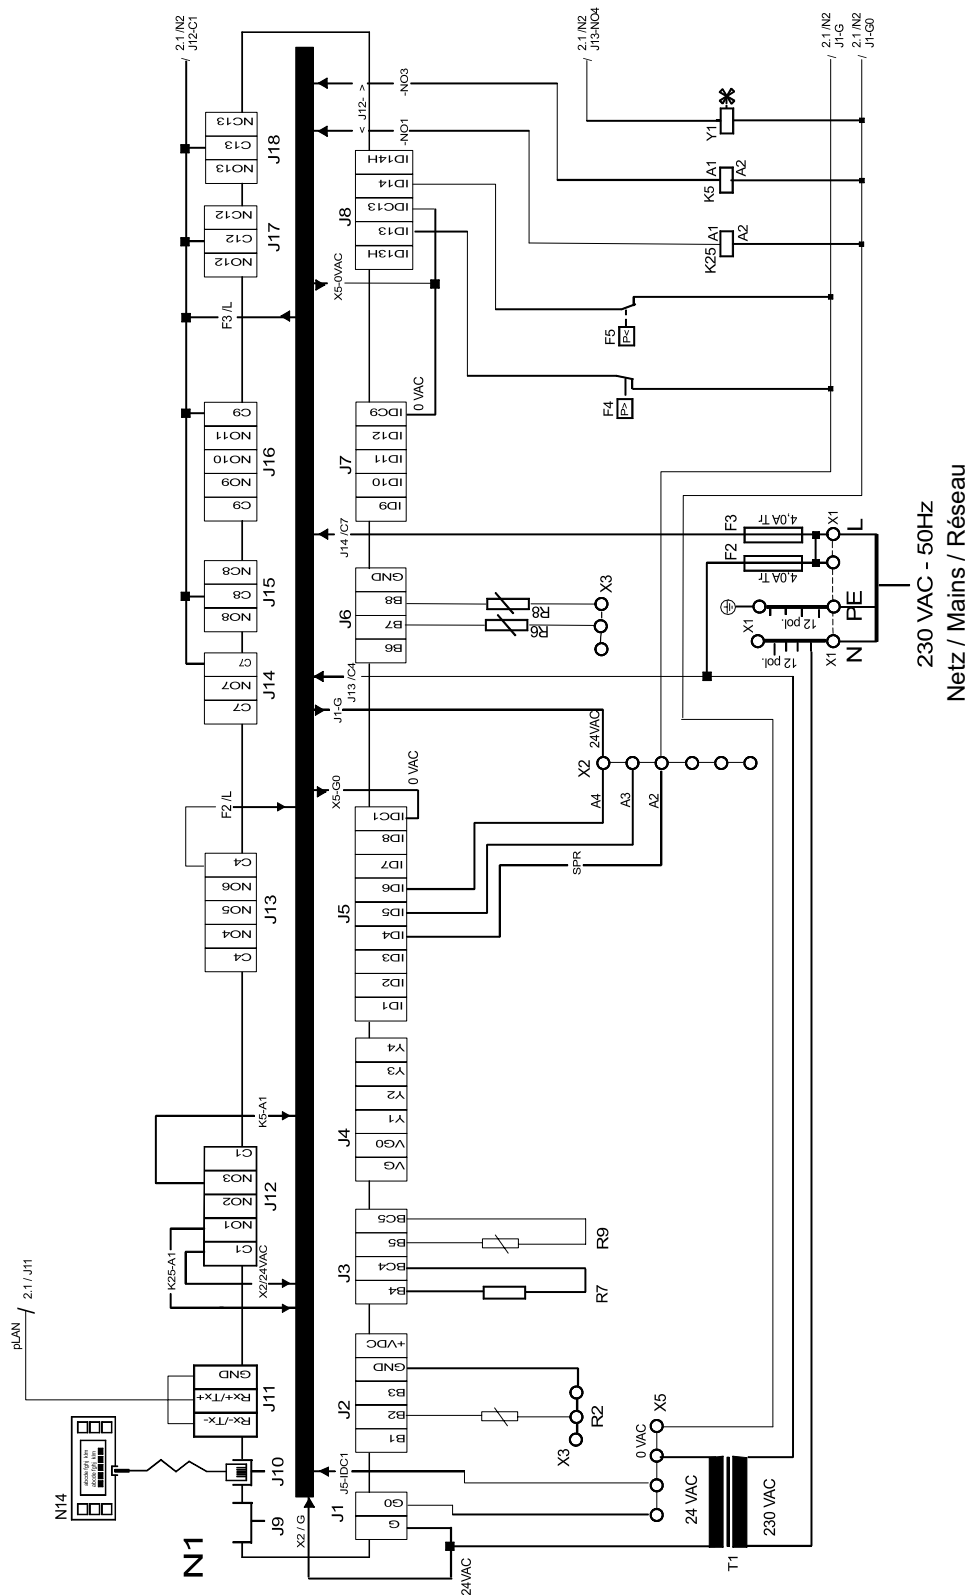 2.1 /N2
J12-C1
2.1 /N2
J13-NO4
2.1 /N2
J1-G
2.1 /N2
J1-G0
NC13
C13
NO13
J18
NC12
C12
NO12
J17
F3 /L
C9
NO11
NO10
NO9
C9
J16
NC8
C8
NO8
J15
C7
NO7
C7
J14
F2 /L
C4
NO6
NO5
NO4
C4
J13
K5-A1
C1
NO3
NO2
NO1
C1
J12
K25-A1
X2/24VAC
pLAN
2.1 / J11
GND
Rx+/Tx+
Rx-/Tx-
J11
J10
J9
N14
abcdefghj klm
abcdefghj klm
N1
-NO3
J12- >
<
-NO1
ID14H
ID14
IDC13
ID13
ID13H
J8
X5-0VAC
0 VAC
IDC9
ID12
ID11
ID10
ID9
J7
J14 /C7
GND
B8
B7
B6
J6
R8
R6
X3
J13 /C4
J1-G
X5-G0
0 VAC
IDC1
ID8
ID7
ID6
ID5
ID4
ID3
ID2
ID1
J5
24VAC
X2
A4
A3
A2
SPR
Y4
Y3
Y2
Y1
VG0
VG
J4
BC5
B5
BC4
B4
J3
R9
R7
+VDC
GND
B3
B2
B1
J2
R2
X3
J5-IDC1
G0
G
J1
X2 / G
24VAC
X5
0 VAC
24 VAC
230 VAC
T1
Y1
A1
K5
A2
A1
K25
A2
F5
P<
F4
P>
F3
4,0A Tr
F2
4,0A Tr
X1
L
X1
12 pol.
PE
12 pol.
X1
N
230 VAC - 50Hz
Netz / Mains / Réseau